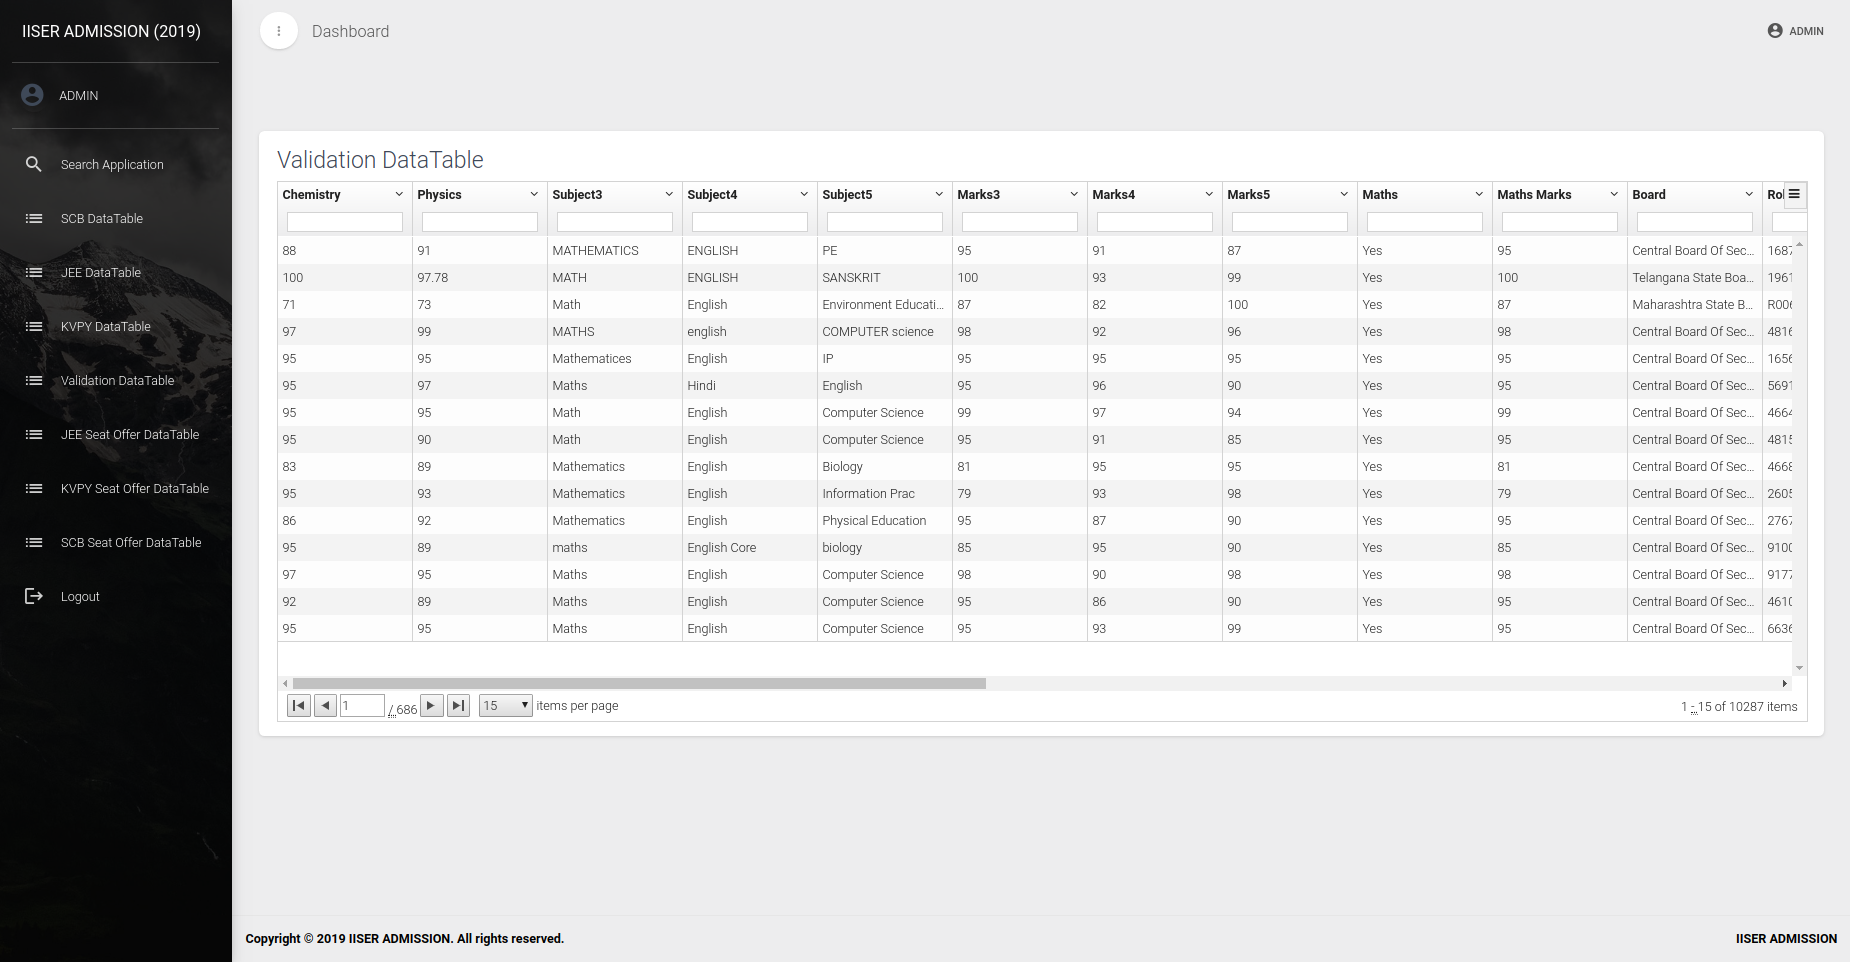 IISER ADMISSION (2019)
ADMIN
Search Application
SCB DataTable
JEE DataTable
KVPY DataTable
Validation DataTable
JEE Seat Offer DataTable
KVPY Seat Offer DataTable
SCB Seat Offer DataTable
Logout
Dashboard
ADMIN
Validation DataTable
Chemistry Physics Subject3 Subject4 Subject5 Marks3 Marks4 Marks5 Maths Maths Marks Board
88 91 MATHEMATICS ENGLISH PE 95 91 87 Yes 95 Central Board Of Sec... 1687
100 97.78 MATH ENGLISH SANSKRIT 100 93 99 Yes 100 Telangana State Boa... 1961
71 73 Math English Environment Educati... 87 82 100 Yes 87 Maharashtra State B... R006
97 99 MATHS english COMPUTER science 98 92 96 Yes 98 Central Board Of Sec... 4816
95 95 Mathematices English IP 95 95 95 Yes 95 Central Board Of Sec... 1656
95 97 Maths Hindi English 95 96 90 Yes 95 Central Board Of Sec... 5691
95 95 Math English Computer Science 99 97 94 Yes 99 Central Board Of Sec... 4664
95 90 Math English Computer Science 95 91 85 Yes 95 Central Board Of Sec... 4815
83 89 Mathematics English Biology 81 95 95 Yes 81 Central Board Of Sec... 4668
95 93 Mathematics English Information Prac 79 93 98 Yes 79 Central Board Of Sec... 2605
86 92 Mathematics English Physical Education 95 87 90 Yes 95 Central Board Of Sec... 2767
95 89 maths English Core biology 85 95 90 Yes 85 Central Board Of Sec... 9100
97 95 Maths English Computer Science 98 90 98 Yes 98 Central Board Of Sec... 9177
92 89 Maths English Computer Science 95 86 90 Yes 95 Central Board Of Sec... 4610
95 95 Maths English Computer Science 95 93 99 Yes 95 Central Board Of Sec... 6636
1 / 686 15 items per page 1 - 15 of 10287 items
Copyright © 2019 IISER ADMISSION. All rights reserved. IISER ADMISSION